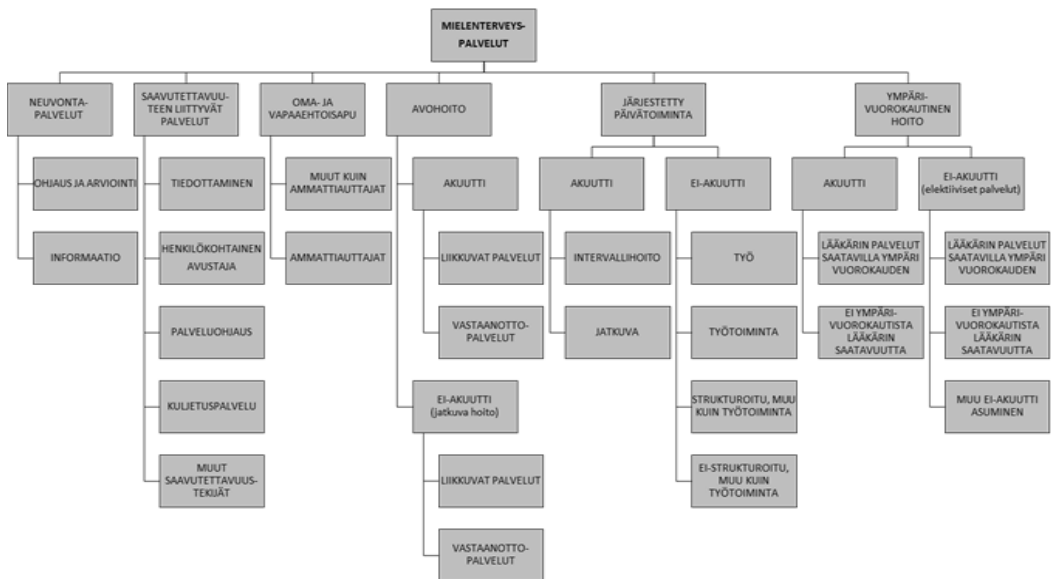 MIELENTERVEYS-
PALVELUT
NEUVONTA-
PALVELUT
OHJAUS JA ARVIOINTI
INFORMAATIO
SAAVUTETTAVUU-
TEEN LIITTYVÄT
PALVELUT
TIEDOTTAMINEN
HENKILÖKOHTAINEN
AVUSTAJA
PALVELUOHJAUS
KULJETUSPALVELU
MUUT
SAAVUTETTAVUUS-
TEKIJÄT
OMA- JA
VAPAAEHTOISAPU
MUUT KUIN
AMMATTIAUTTAJAT
AMMATTIAUTTAJAT
AVOHOITO
AKUUTTI
LIIKKUVAT PALVELUT
VASTAANOTTO-
PALVELUT
EI-AKUUTTI
(jatkuva hoito)
LIIKKUVAT PALVELUT
VASTAANOTTO-
PALVELUT
JÄRJESTETTY
PÄIVÄTOIMINTA
AKUUTTI
INTERVALLIHOITO
JATKUVA
EI-AKUUTTI
TYÖ
TYÖTOIMINTA
STRUKTUROITU, MUU
KUIN TYÖTOIMINTA
EI-STRUKTUROITU,
MUU KUIN
TYÖTOIMINTA
YMPÄRI-
VUOROKAUTINEN
HOITO
AKUUTTI
LÄÄKÄRIN PALVELUT
SAATAVILLA YMPÄRI
VUOROKAUDEN
EI YMPÄRI-
VUOROKAUTISTA
LÄÄKÄRIN
SAATAVUUTTA
EI-AKUUTTI
(elektiiviset palvelut)
LÄÄKÄRIN PALVELUT
SAATAVILLA YMPÄRI
VUOROKAUDEN
EI YMPÄRI-
VUOROKAUTISTA
LÄÄKÄRIN
SAATAVUUTTA
MUU EI-AKUUTTI
ASUMINEN